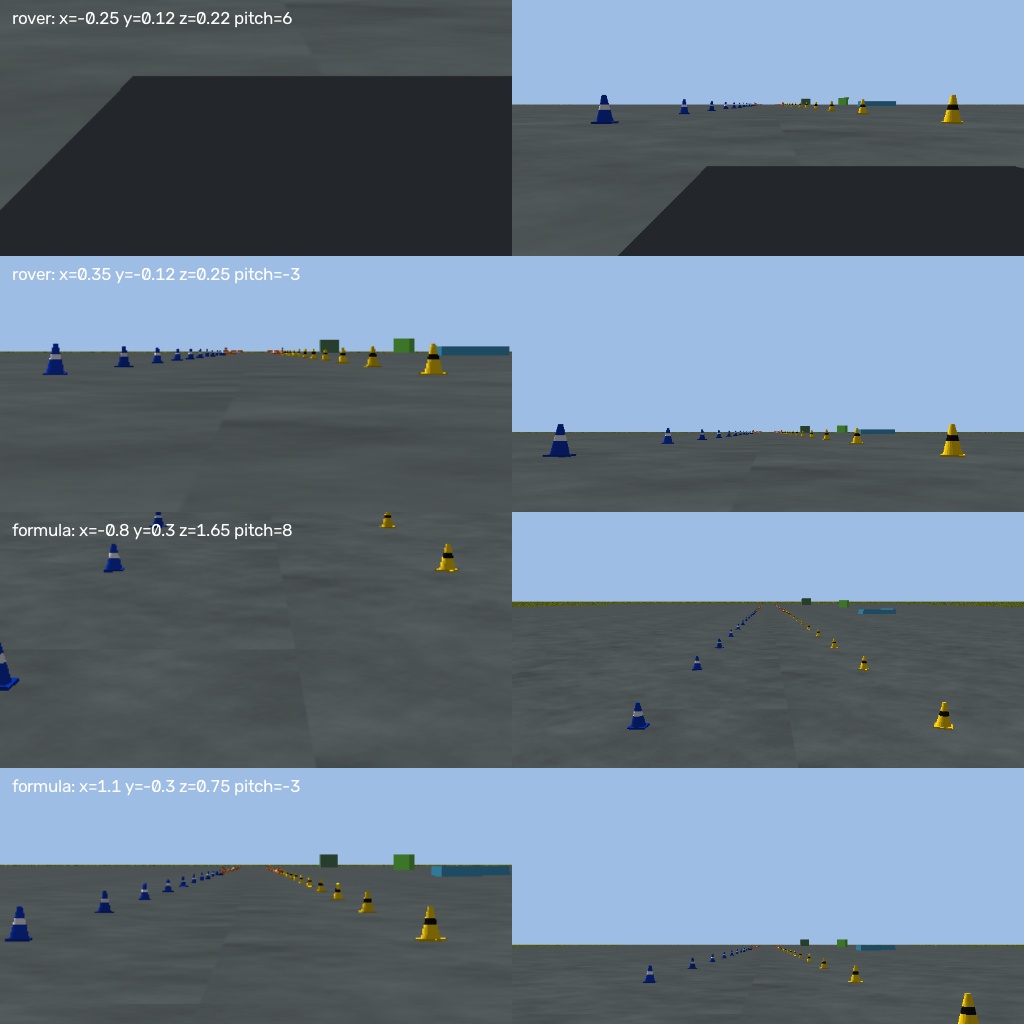 rover: x=-0.25 y=0.12 z=0.22 pitch=6
rover: x=0.35 y=-0.12 z=0.25 pitch=-3
formula: x=-0.8 y=0.3 z=1.65 pitch=8
formula: x=1.1 y=-0.3 z=0.75 pitch=-3